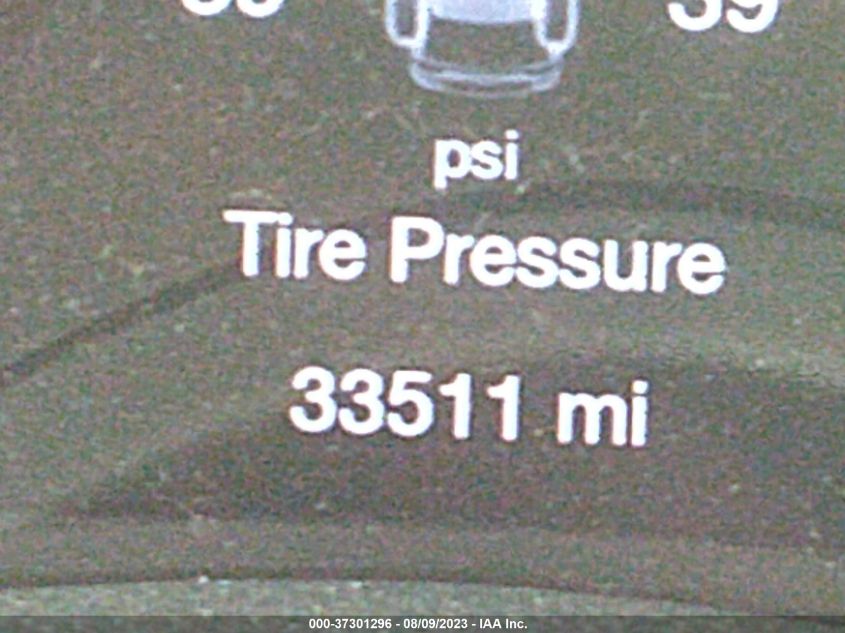 39
psi
Tire Pressure
33511 mi
000-37301296 - 08/09/2023 - IAA Inc.